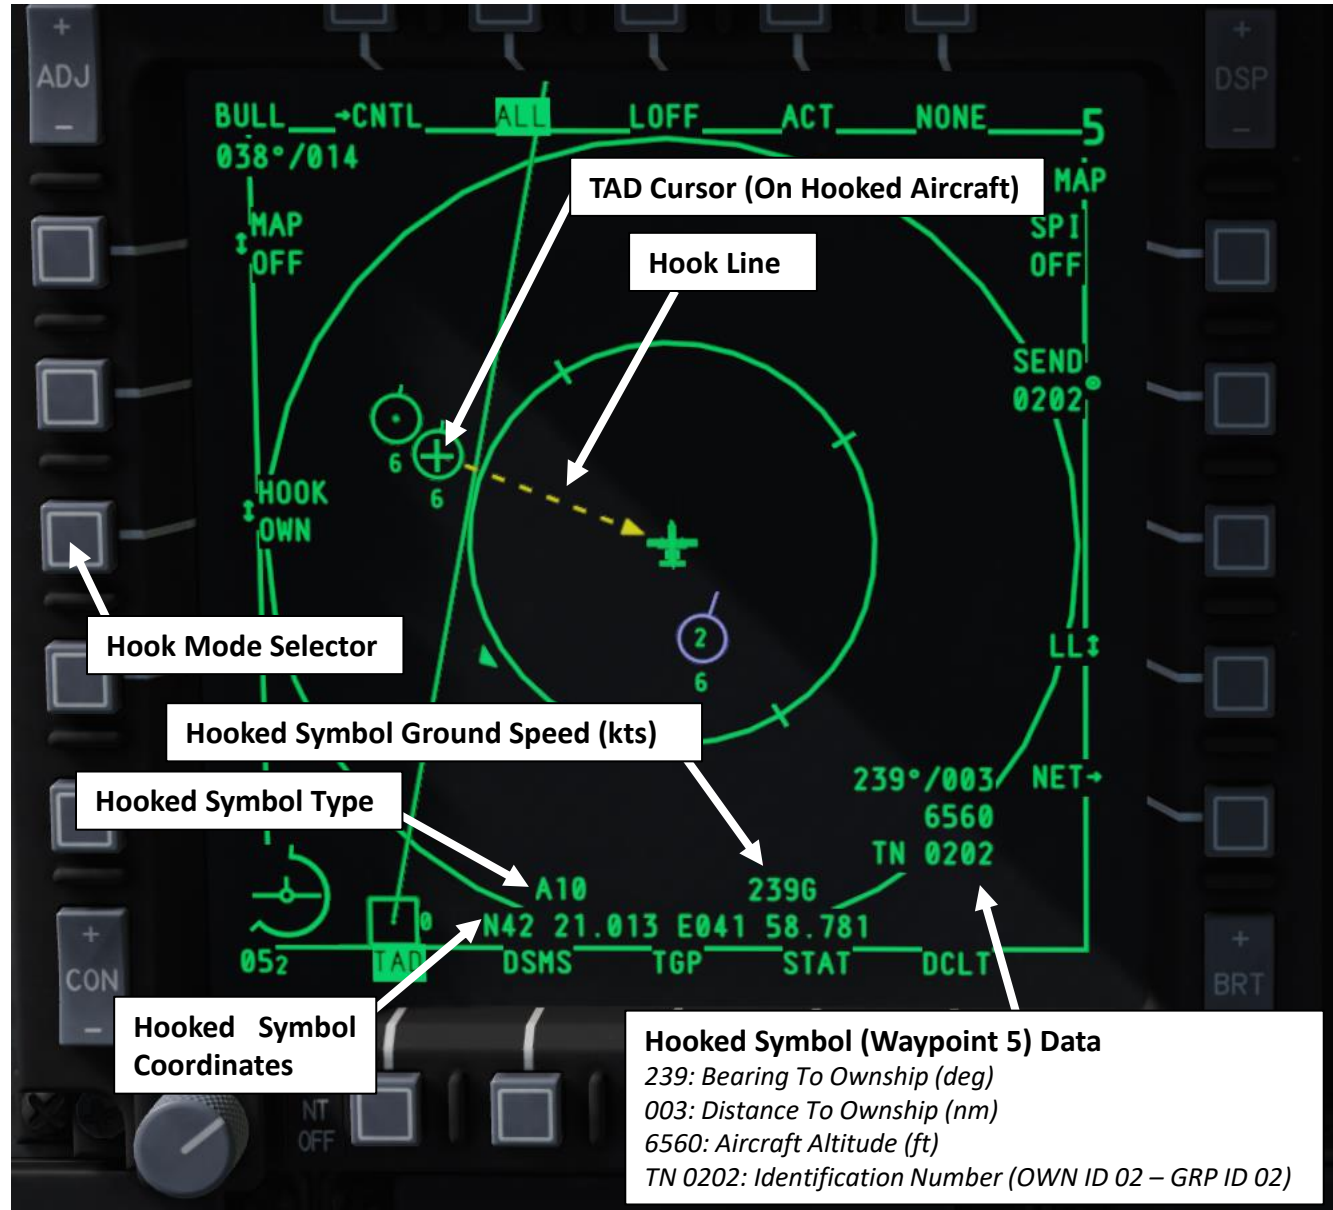 +
ADJ
−
+
DSP
−
BULL →CNTL ALL LOFF ACT NONE 5
038°/014
MAP
TAD Cursor (On Hooked Aircraft)
MAP
OFF
SPI
OFF
Hook Line
SEND
0202
6
6
HOOK
OWN
Hook Mode Selector
2
6
LL
Hooked Symbol Ground Speed (kts)
239°/003 NET→
Hooked Symbol Type
6560
TN 0202
A10 239G
0 N42 21.013 E041 58.781
052 TAD DSMS TGP STAT DCLT
+
CON
−
+
BRT
Hooked Symbol
Coordinates
Hooked Symbol (Waypoint 5) Data
239: Bearing To Ownship (deg)
003: Distance To Ownship (nm)
6560: Aircraft Altitude (ft)
TN 0202: Identification Number (OWN ID 02 – GRP ID 02)
NT
OFF